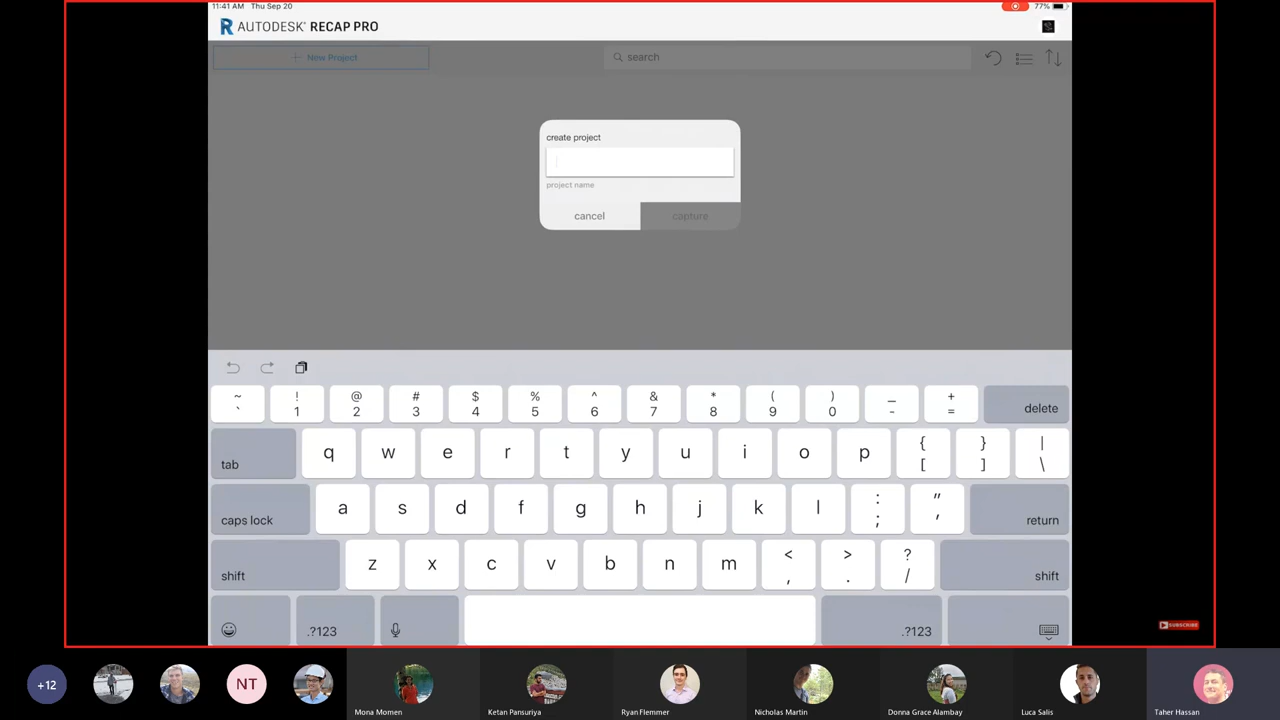 11:41 AM Thu Sep 20
77%
R AUTODESK® RECAP PRO
+ New Project
search
create project
project name
cancel
capture
~ ! @ # $ % ^ & * ( ) _ +
` 1 2 3 4 5 6 7 8 9 0 - = delete
tab q w e r t y u i o p { [ } ] | \
caps lock a s d f g h j k l : ; " ' return
shift z x c v b n m < , > . ? / shift
.?123 .?123
SUBSCRIBE
+12
NT
Mona Momen
Ketan Pansuriya
Ryan Flemmer
Nicholas Martin
Donna Grace Alambay
Luca Salis
Taher Hassan